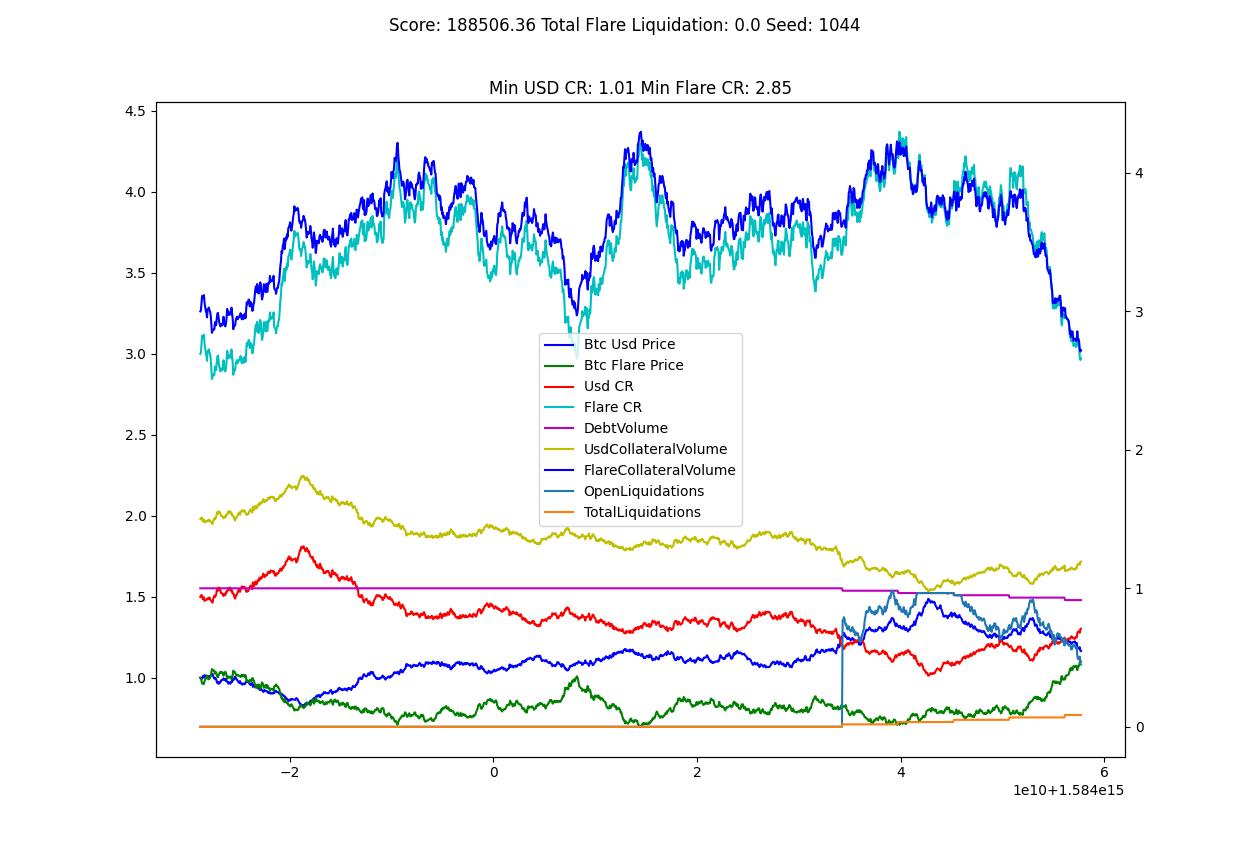 Score: 188506.36 Total Flare Liquidation: 0.0 Seed: 1044
Min USD CR: 1.01 Min Flare CR: 2.85
4.5
4.0
3.5
3.0
2.5
2.0
1.5
1.0
4
3
2
1
0
Btc Usd Price
Btc Flare Price
Usd CR
Flare CR
DebtVolume
UsdCollateralVolume
FlareCollateralVolume
OpenLiquidations
TotalLiquidations
−2 0 2 4 6
1e10+1.584e15